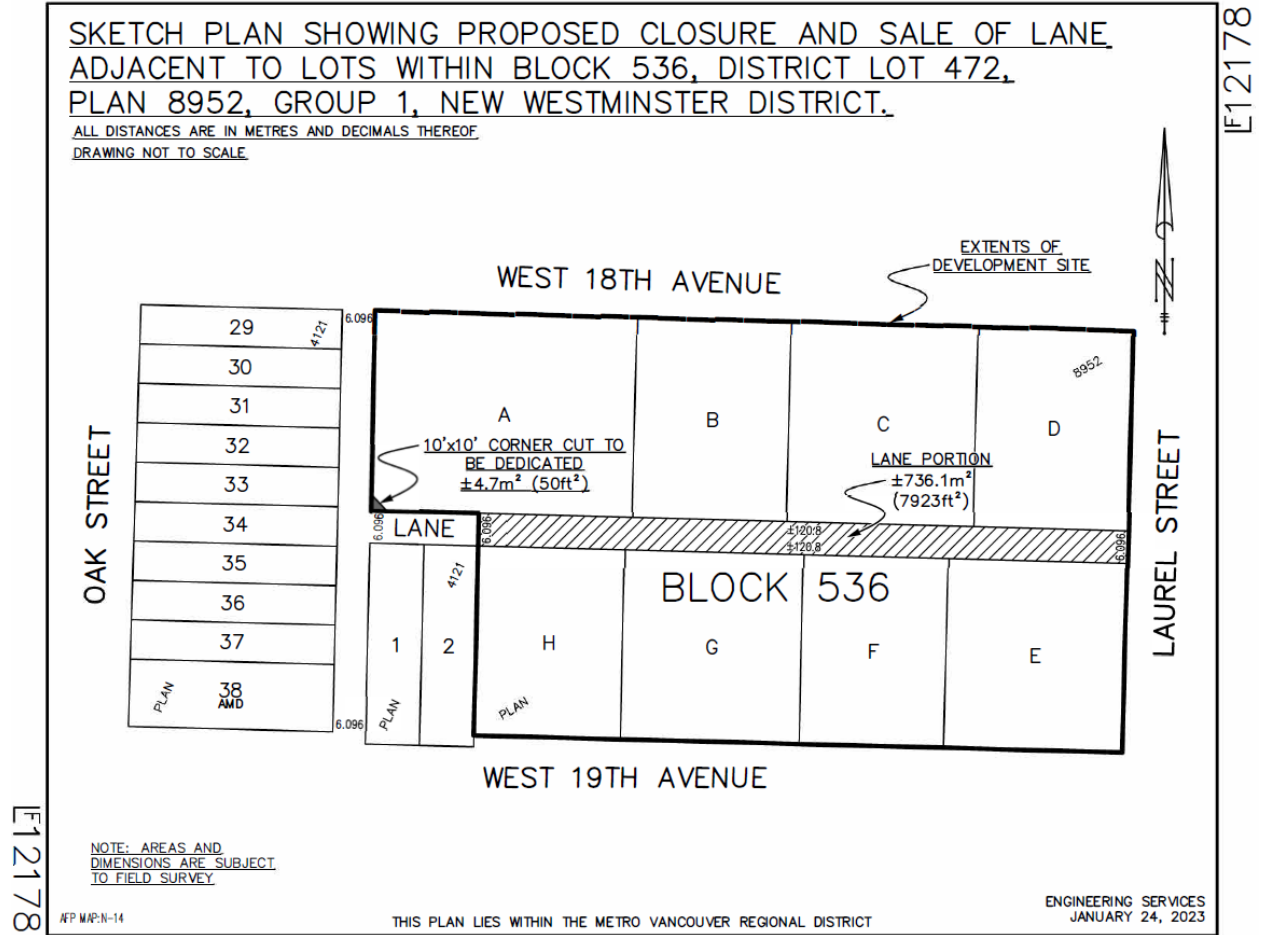 SKETCH PLAN SHOWING PROPOSED CLOSURE AND SALE OF LANE
ADJACENT TO LOTS WITHIN BLOCK 536, DISTRICT LOT 472,
PLAN 8952, GROUP 1, NEW WESTMINSTER DISTRICT.
ALL DISTANCES ARE IN METRES AND DECIMALS THEREOF
DRAWING NOT TO SCALE
F12178
N
EXTENTS OF
DEVELOPMENT SITE
WEST 18TH AVENUE
29
4121
6.096
30
31
32
33
34
35
36
37
38
AMD
PLAN
6.096
OAK STREET
A
B
C
D
8952
10'x10' CORNER CUT TO
BE DEDICATED
±4.7m² (50ft²)
LANE PORTION
±736.1m²
(7923ft²)
6.096
LANE
6.096
±120.8
±120.8
6.096
BLOCK 536
LAUREL STREET
4121
1
2
PLAN
H
G
F
E
PLAN
WEST 19TH AVENUE
F12178
NOTE: AREAS AND
DIMENSIONS ARE SUBJECT
TO FIELD SURVEY
AFP MAP:N-14
THIS PLAN LIES WITHIN THE METRO VANCOUVER REGIONAL DISTRICT
ENGINEERING SERVICES
JANUARY 24, 2023